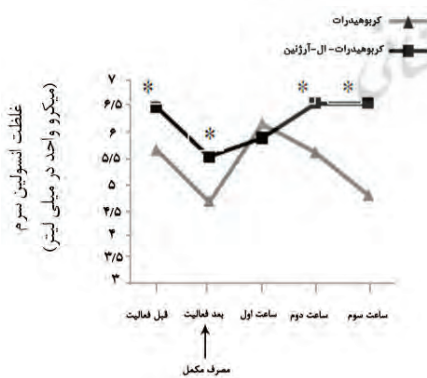 کربوهیدرات
کربوهیدرات-ال-آرژنین
غلظت انسولین سرم
(میکرو واحد در میلی لیتر)
۷
۶/۵
۶
۵/۵
۵
۴/۵
۴
۳/۵
۳
* * * *
قبل فعالیت
بعد فعالیت
ساعت اول
ساعت دوم
ساعت سوم
مصرف مکمل